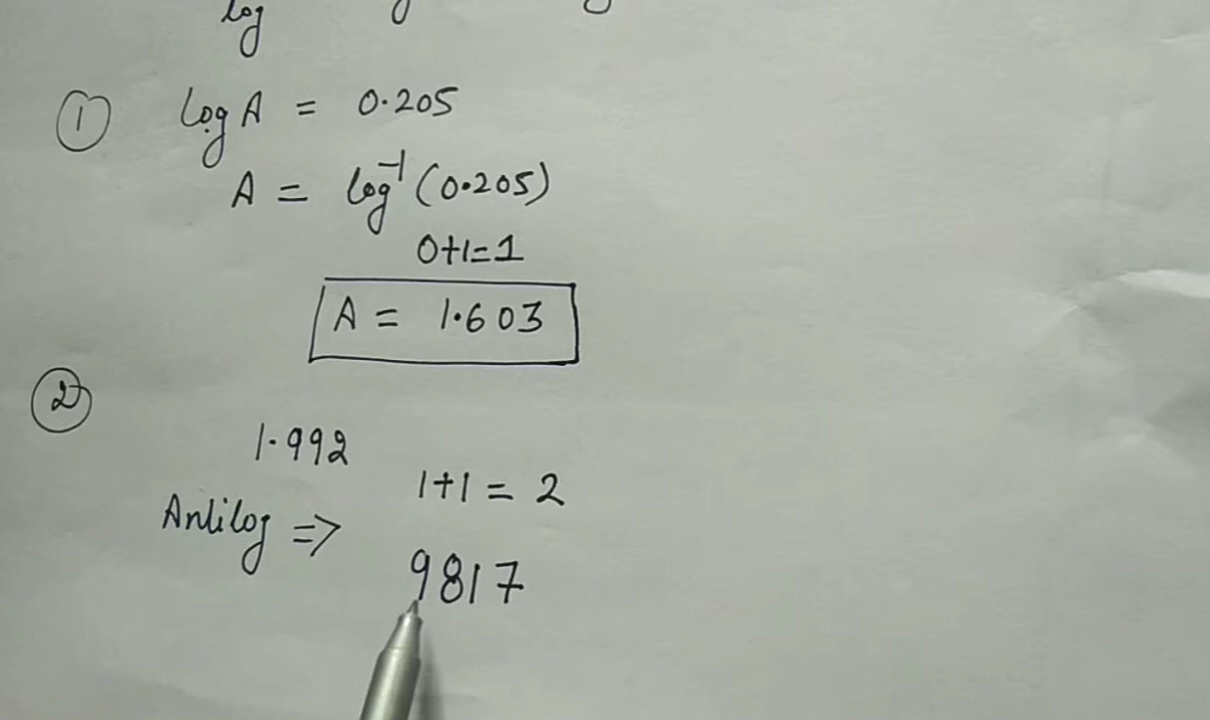 log
① log A = 0.205
A = log⁻¹ (0.205)
0+1=1
A = 1.603
②
1.992
1+1 = 2
Antilog =>
9817